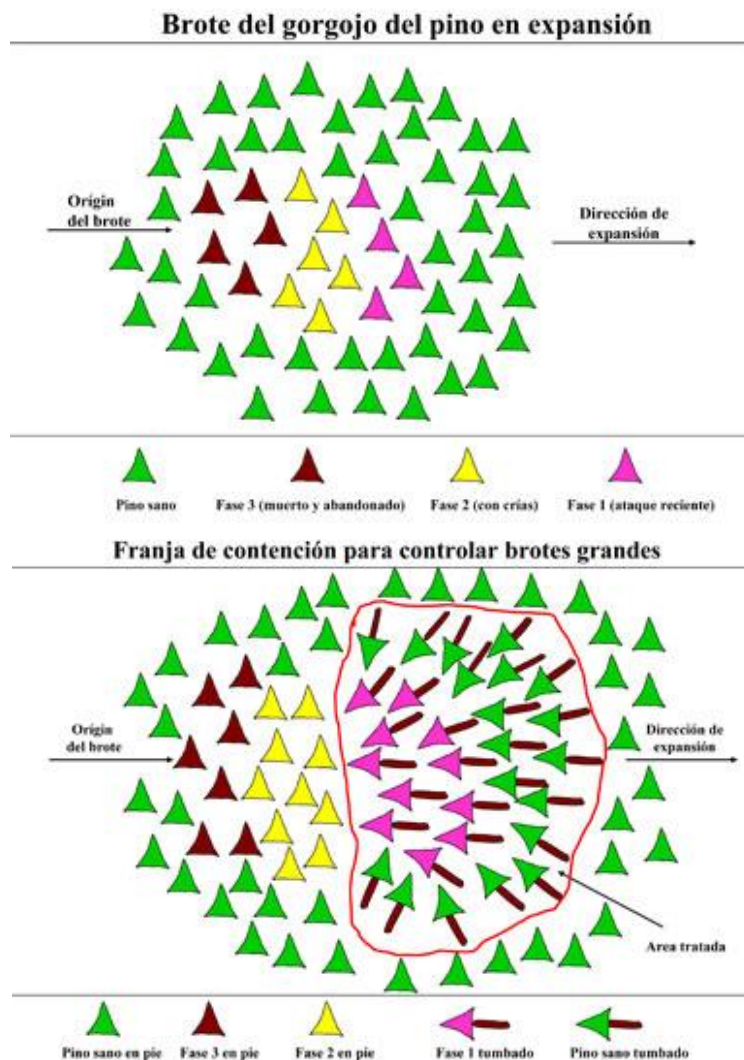 Brote del gorgojo del pino en expansión
Orígin
del brote
Dirección de
expansión
Pino sano
Fase 3 (muerto y abandonado)
Fase 2 (con crías)
Fase 1 (ataque reciente)
Franja de contención para controlar brotes grandes
Orígin
del brote
Dirección de
expansión
Area tratada
Pino sano en pie
Fase 3 en pie
Fase 2 en pie
Fase 1 tumbado
Pino sano tumbado